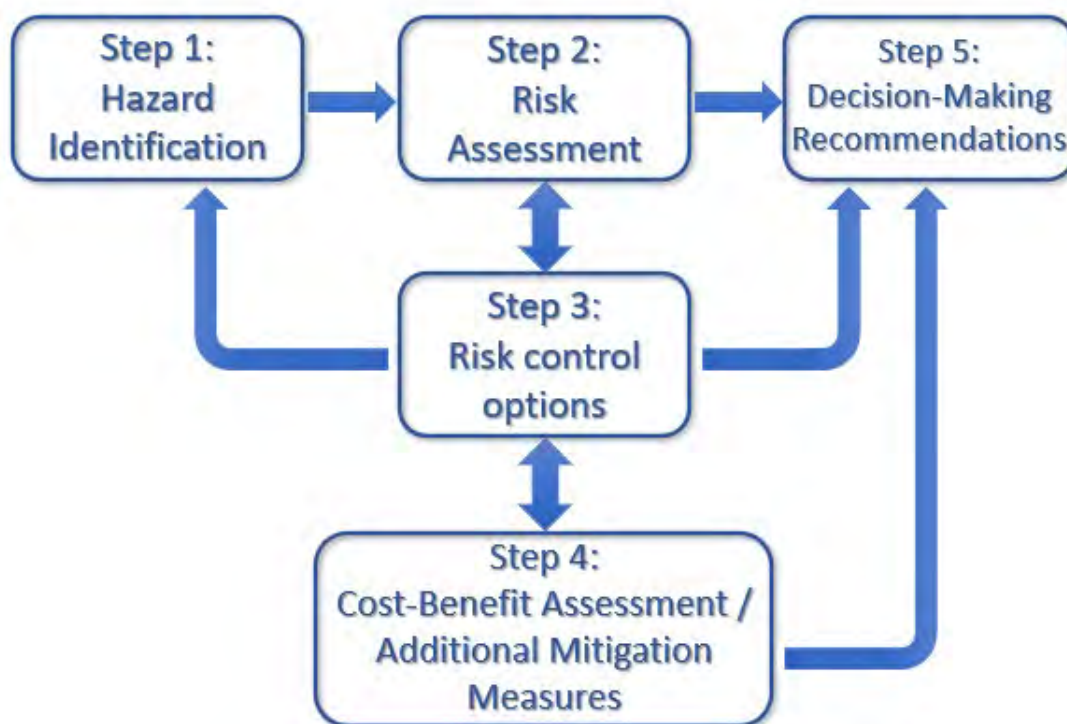 Step 1:
Hazard
Identification
Step 2:
Risk
Assessment
Step 5:
Decision-Making
Recommendations
Step 3:
Risk control
options
Step 4:
Cost-Benefit Assessment /
Additional Mitigation
Measures